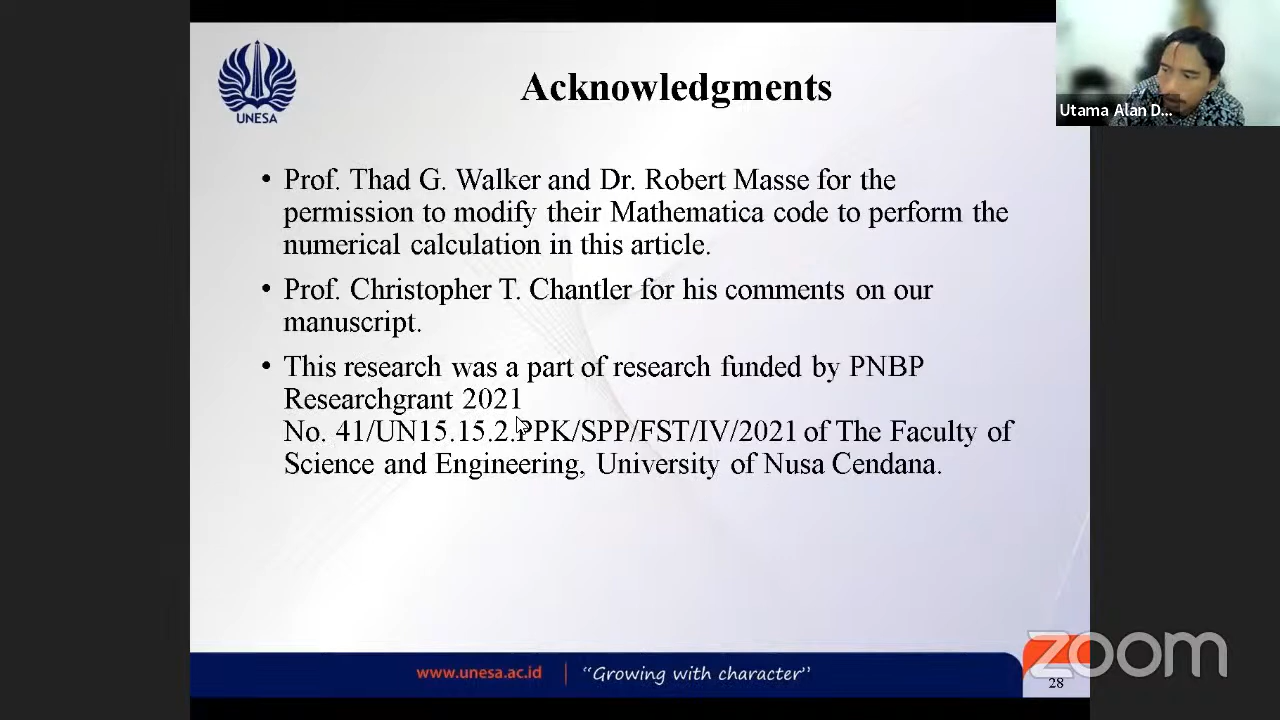 UNESA
Acknowledgments
Utama Alan D...
• Prof. Thad G. Walker and Dr. Robert Masse for the
permission to modify their Mathematica code to perform the
numerical calculation in this article.
• Prof. Christopher T. Chantler for his comments on our
manuscript.
• This research was a part of research funded by PNBP
Researchgrant 2021
No. 41/UN15.15.2.PPK/SPP/FST/IV/2021 of The Faculty of
Science and Engineering, University of Nusa Cendana.
www.unesa.ac.id | “Growing with character”
zoom
28